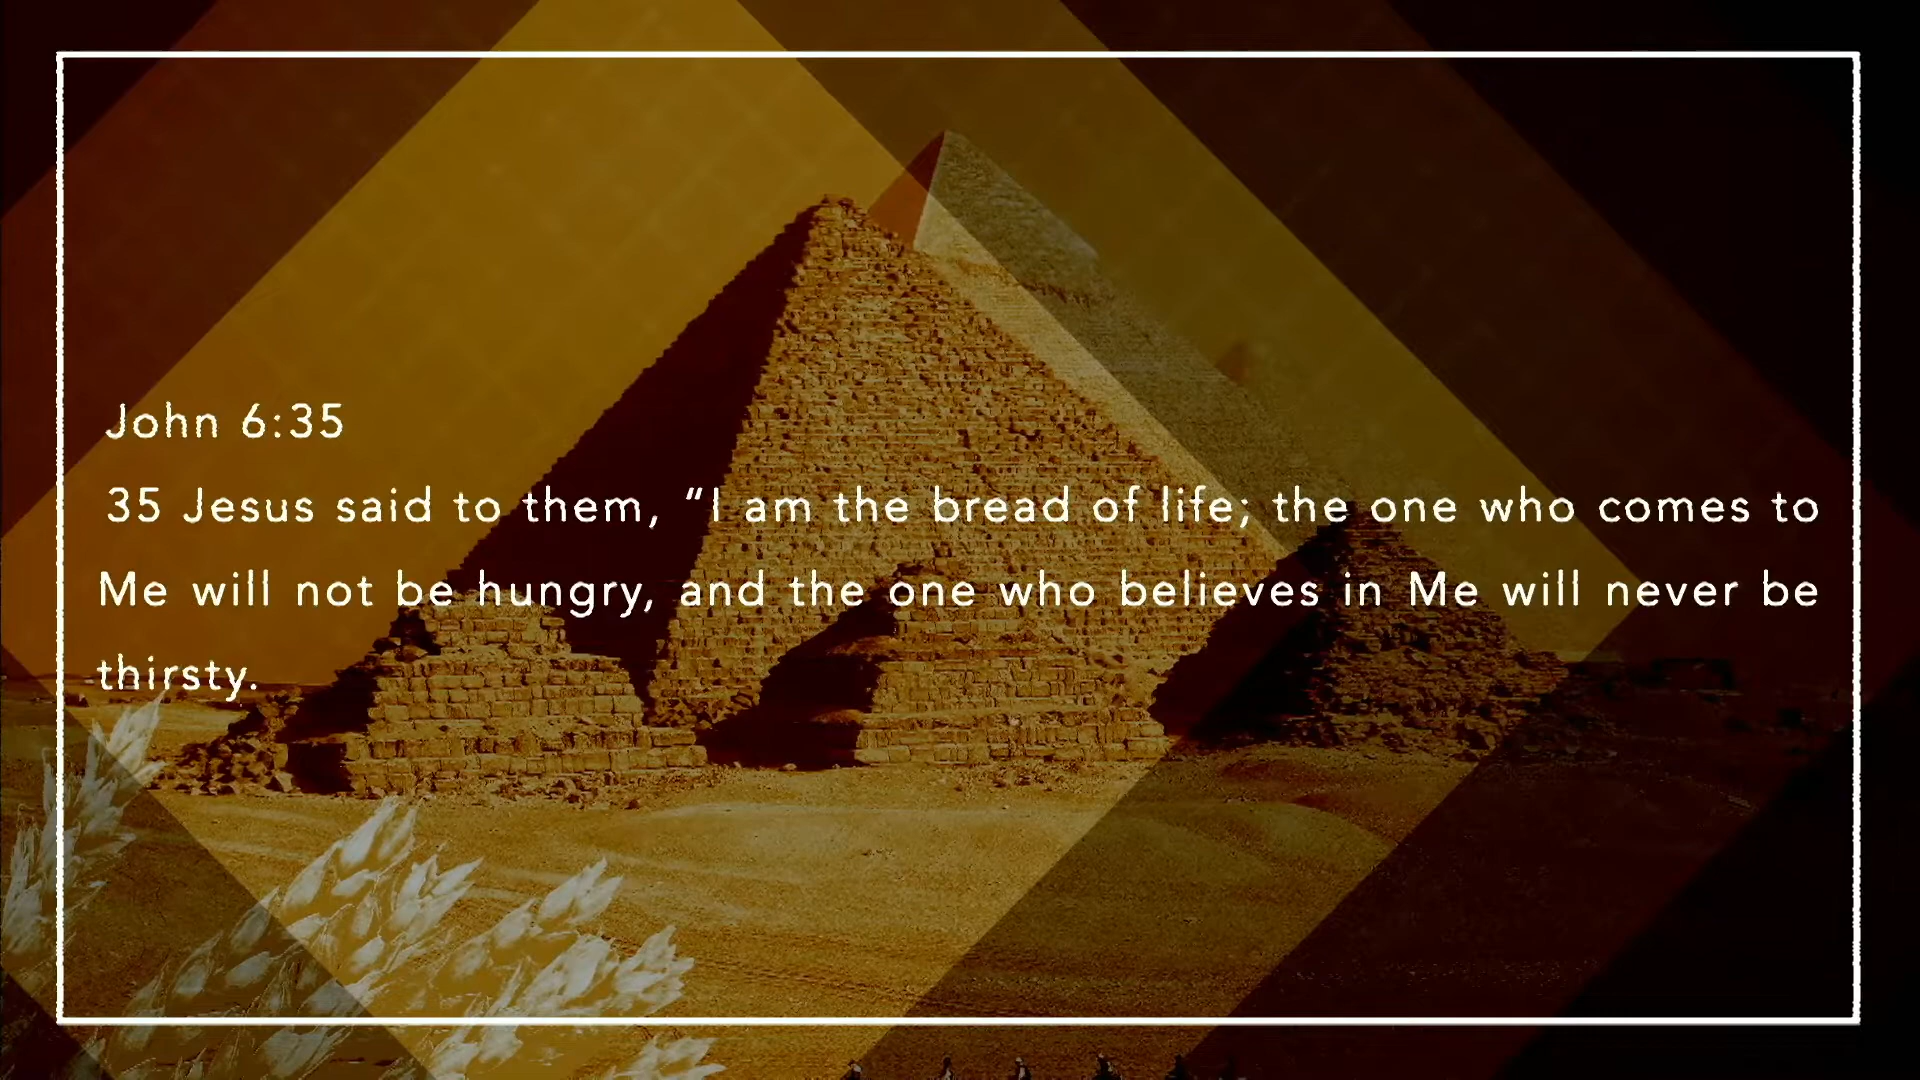 John 6:35
35 Jesus said to them, “I am the bread of life; the one who comes to
Me will not be hungry, and the one who believes in Me will never be
thirsty.